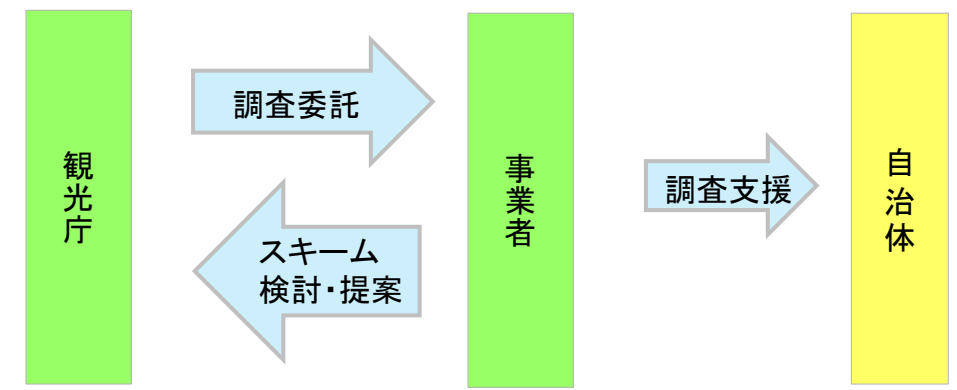 観光庁
調査委託
スキーム
検討・提案
事業者
調査支援
自治体